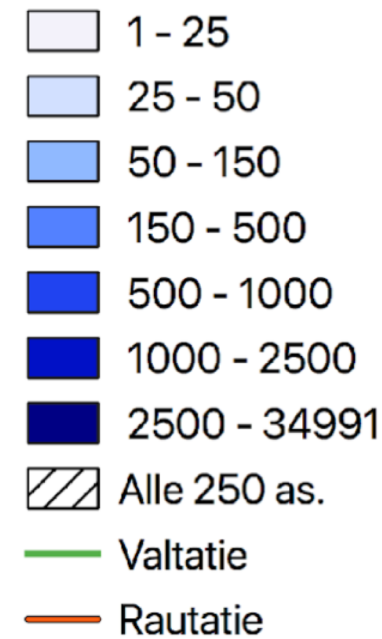 1 - 25
25 - 50
50 - 150
150 - 500
500 - 1000
1000 - 2500
2500 - 34991
Alle 250 as.
Valtatie
Rautatie